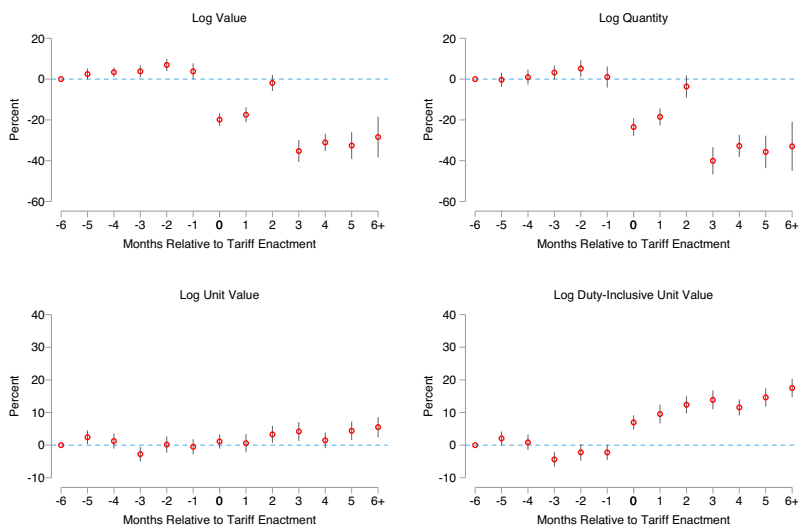 Log Value
20
0
-20
-40
-60
Percent
-6 -5 -4 -3 -2 -1 0 1 2 3 4 5 6+
Months Relative to Tariff Enactment
Log Quantity
20
0
-20
-40
-60
Percent
-6 -5 -4 -3 -2 -1 0 1 2 3 4 5 6+
Months Relative to Tariff Enactment
Log Unit Value
40
30
20
10
0
-10
Percent
-6 -5 -4 -3 -2 -1 0 1 2 3 4 5 6+
Months Relative to Tariff Enactment
Log Duty-Inclusive Unit Value
40
30
20
10
0
-10
Percent
-6 -5 -4 -3 -2 -1 0 1 2 3 4 5 6+
Months Relative to Tariff Enactment